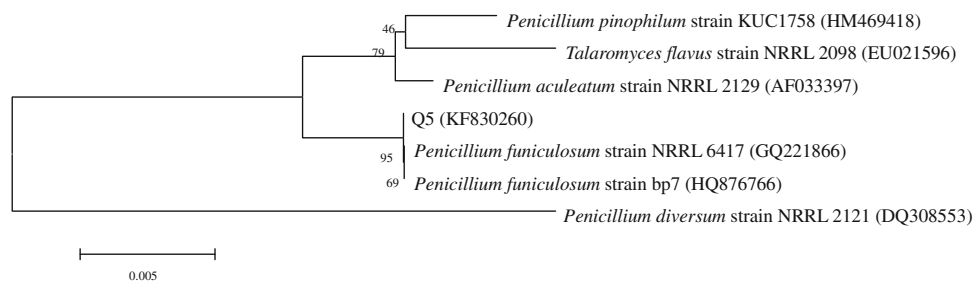 Penicillium pinophilum strain KUC1758 (HM469418)
46
Talaromyces flavus strain NRRL 2098 (EU021596)
79
Penicillium aculeatum strain NRRL 2129 (AF033397)
Q5 (KF830260)
Penicillium funiculosum strain NRRL 6417 (GQ221866)
95
Penicillium funiculosum strain bp7 (HQ876766)
69
Penicillium diversum strain NRRL 2121 (DQ308553)
0.005